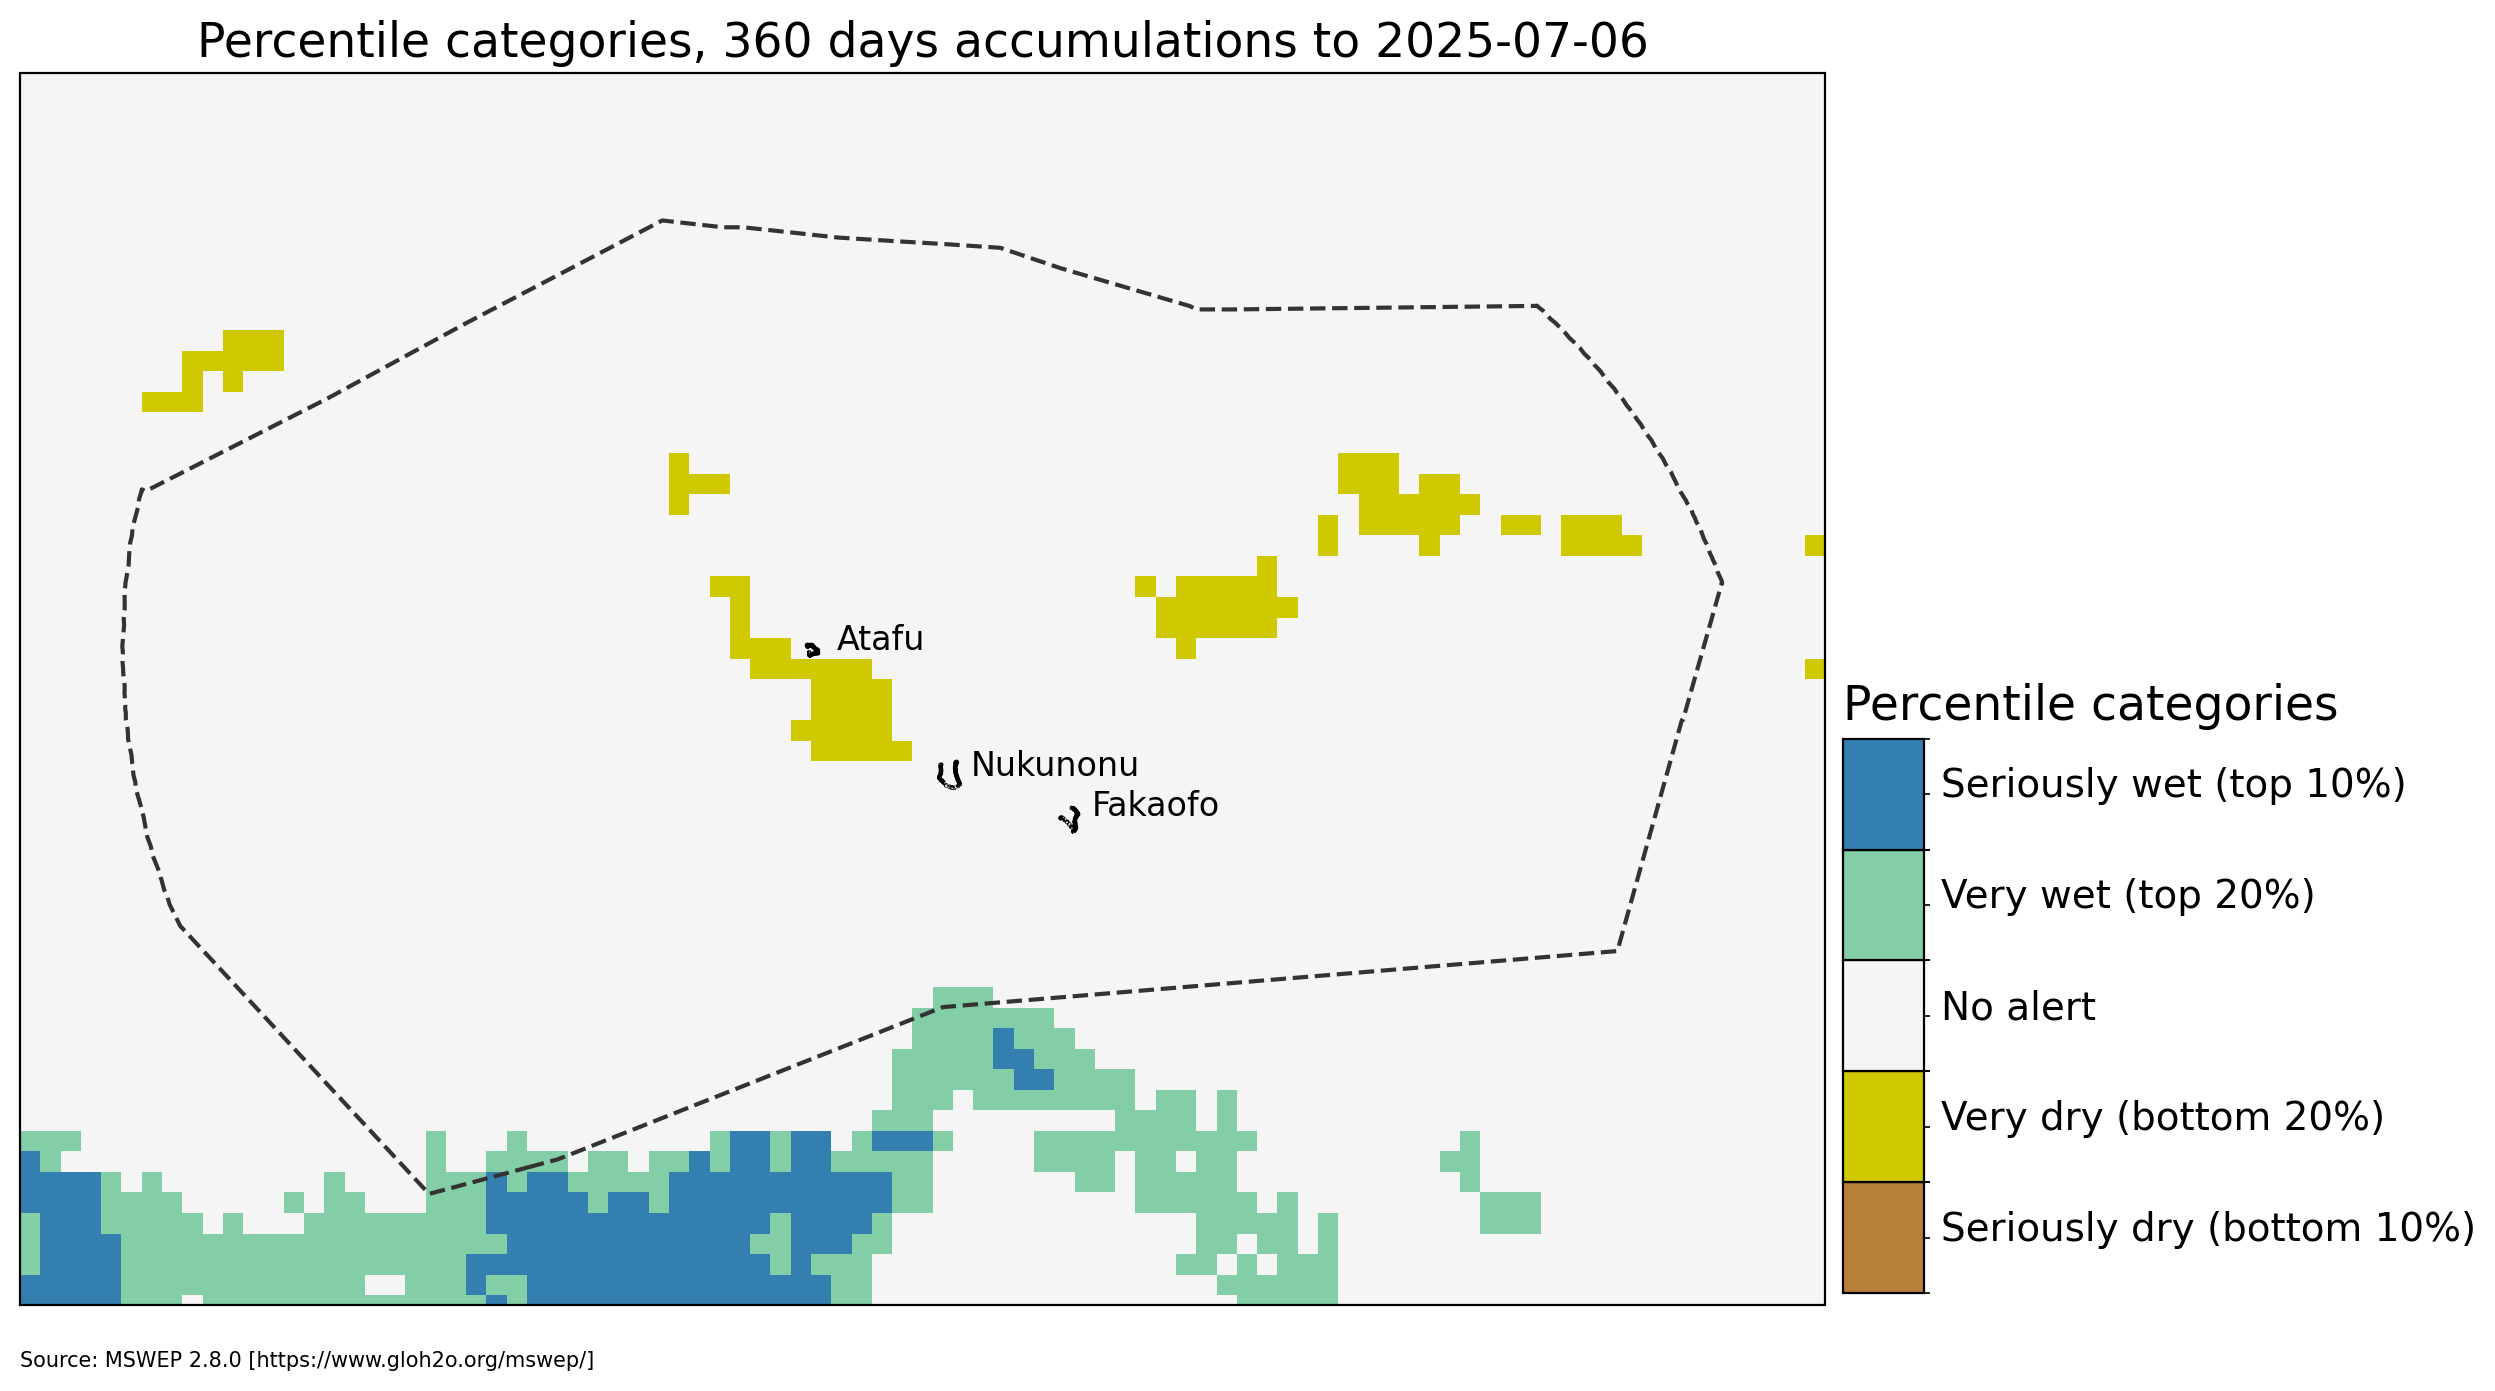 Percentile categories, 360 days accumulations to 2025-07-06
Atafu
Nukunonu
Fakaofo
Percentile categories
Seriously wet (top 10%)
Very wet (top 20%)
No alert
Very dry (bottom 20%)
Seriously dry (bottom 10%)
Source: MSWEP 2.8.0 [https://www.gloh2o.org/mswep/]